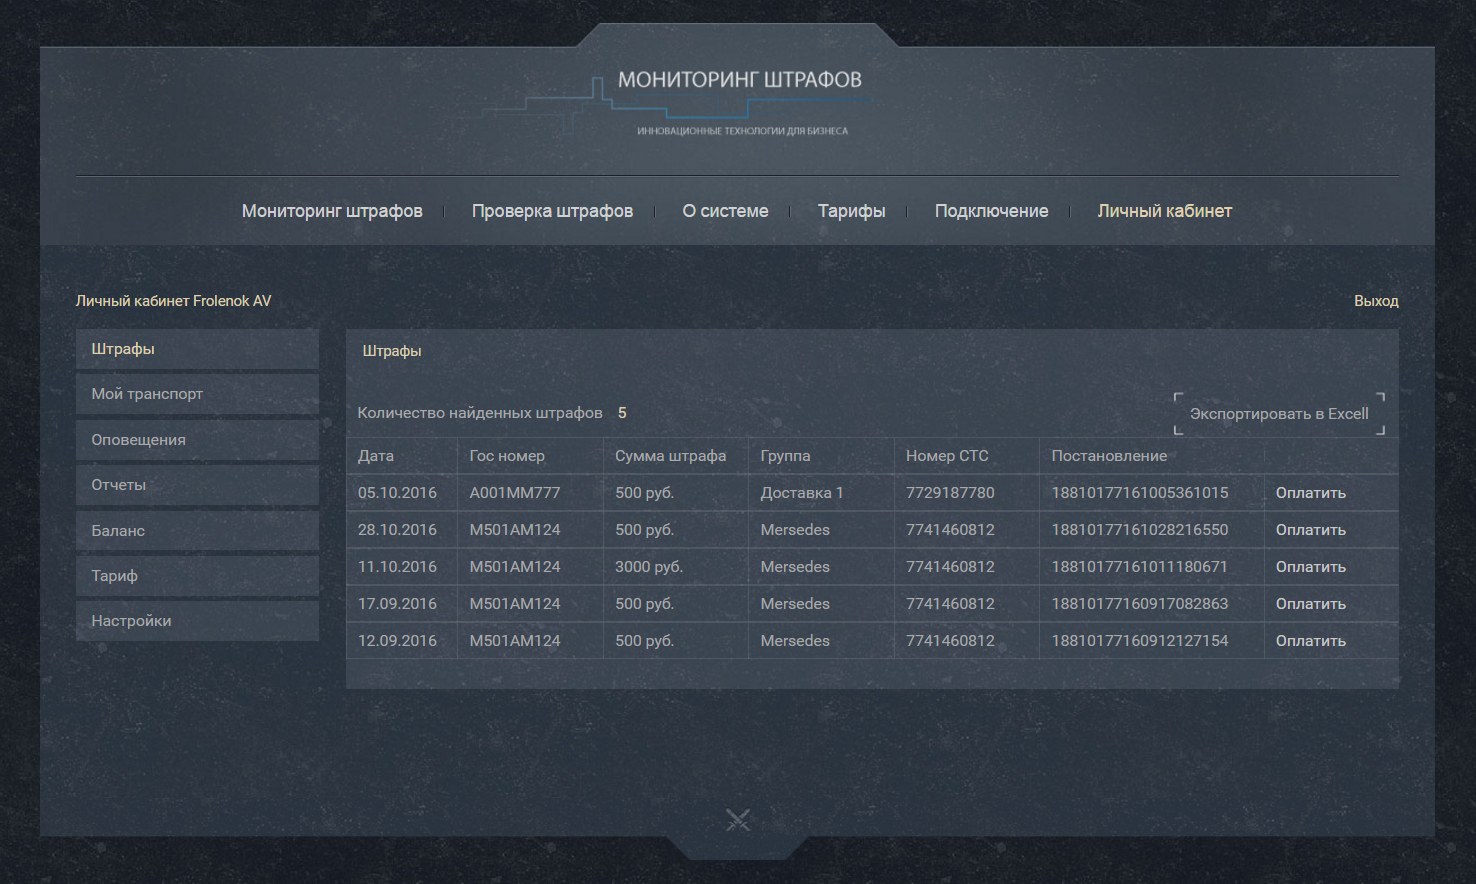 МОНИТОРИНГ ШТРАФОВ
ИННОВАЦИОННЫЕ ТЕХНОЛОГИИ ДЛЯ БИЗНЕСА
Мониторинг штрафов Проверка штрафов О системе Тарифы Подключение Личный кабинет
Личный кабинет Frolenok AV Выход
Штрафы
Мой транспорт
Оповещения
Отчеты
Баланс
Тариф
Настройки
Штрафы
Количество найденных штрафов 5 Экспортировать в Excell
Дата Гос номер Сумма штрафа Группа Номер СТС Постановление
05.10.2016 А001ММ777 500 руб. Доставка 1 7729187780 18810177161005361015 Оплатить
28.10.2016 М501АМ124 500 руб. Mersedes 7741460812 18810177161028216550 Оплатить
11.10.2016 М501АМ124 3000 руб. Mersedes 7741460812 18810177161011180671 Оплатить
17.09.2016 М501АМ124 500 руб. Mersedes 7741460812 18810177160917082863 Оплатить
12.09.2016 М501АМ124 500 руб. Mersedes 7741460812 18810177160912127154 Оплатить